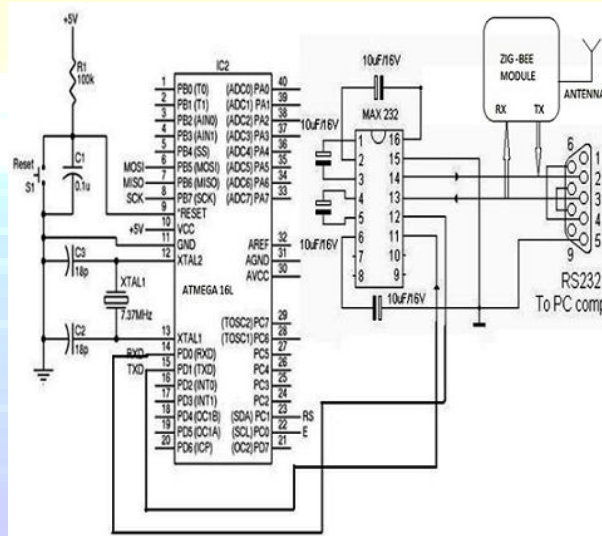 +5V
R1
100k
Reset
S1
C1
0.1u
C3
18p
XTAL1
7.37MHz
C2
18p
MOSI
MISO
SCK
+5V
RXD
TXD
IC2
1 PB0 (T0) (ADC0) PA0 40
2 PB1 (T1) (ADC1) PA1 39
3 PB2 (AIN0) (ADC2) PA2 38
4 PB3 (AIN1) (ADC3) PA3 37
5 PB4 (SS) (ADC4) PA4 36
6 PB5 (MOSI) (ADC5) PA5 35
7 PB6 (MISO) (ADC6) PA6 34
8 PB7 (SCK) (ADC7) PA7 33
9 *RESET
10 VCC
11 GND AREF 32
12 XTAL2 AGND 31
AVCC 30
ATMEGA 16L
(TOSC2) PC7 29
13 XTAL1 (TOSC1) PC6 28
14 PD0 (RXD) PC5 27
15 PD1 (TXD) PC4 26
16 PD2 (INT0) PC3 25
17 PD3 (INT1) PC2 24
18 PD4 (OC1B) (SDA) PC1 23 RS
19 PD5 (OC1A) (SCL) PC0 22 E
20 PD6 (ICP) (OC2) PD7 21
10uF/16V
MAX 232
10uF/16V
10uF/16V
10uF/16V
1 16
2 15
3 14
4 13
5 12
6 11
7 10
8 9
ZIG -BEE
MODULE
RX TX
ANTENNA
6 1
2
3
4
9 5
RS232
To PC comp